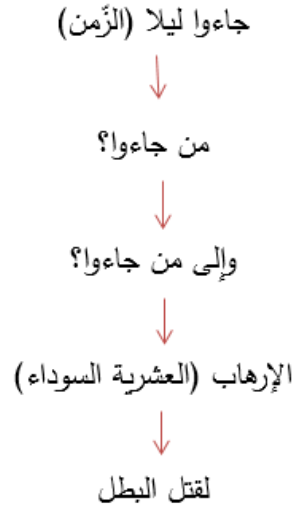 جاءوا ليلا (الزّمن)
من جاءوا؟
وإلى من جاءوا؟
الإرهاب (العشرية السوداء)
لقتل البطل